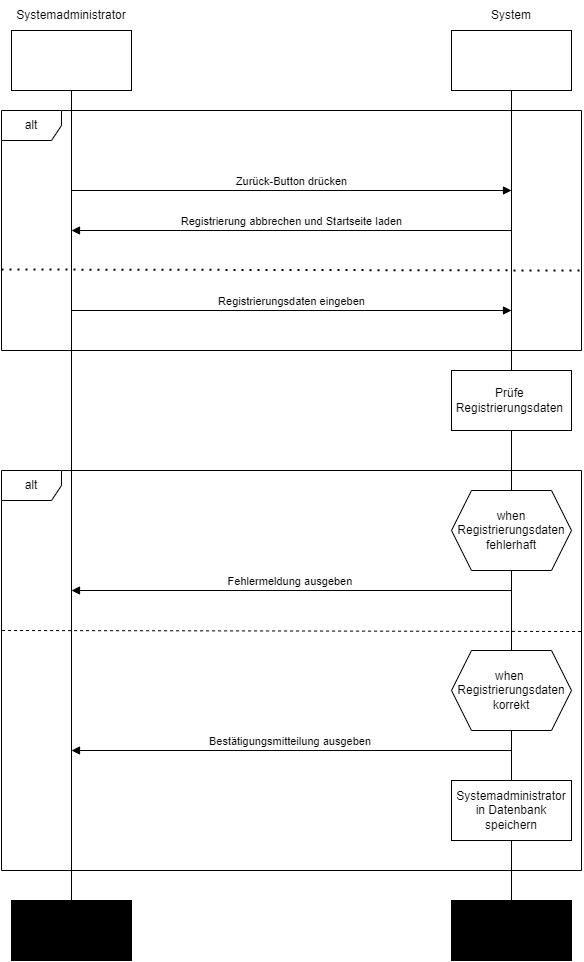 Systemadministrator
System
alt
Zurück-Button drücken
Registrierung abbrechen und Startseite laden
Registrierungsdaten eingeben
Prüfe
Registrierungsdaten
alt
when
Registrierungsdaten
fehlerhaft
Fehlermeldung ausgeben
when
Registrierungsdaten
korrekt
Bestätigungsmitteilung ausgeben
Systemadministrator
in Datenbank
speichern